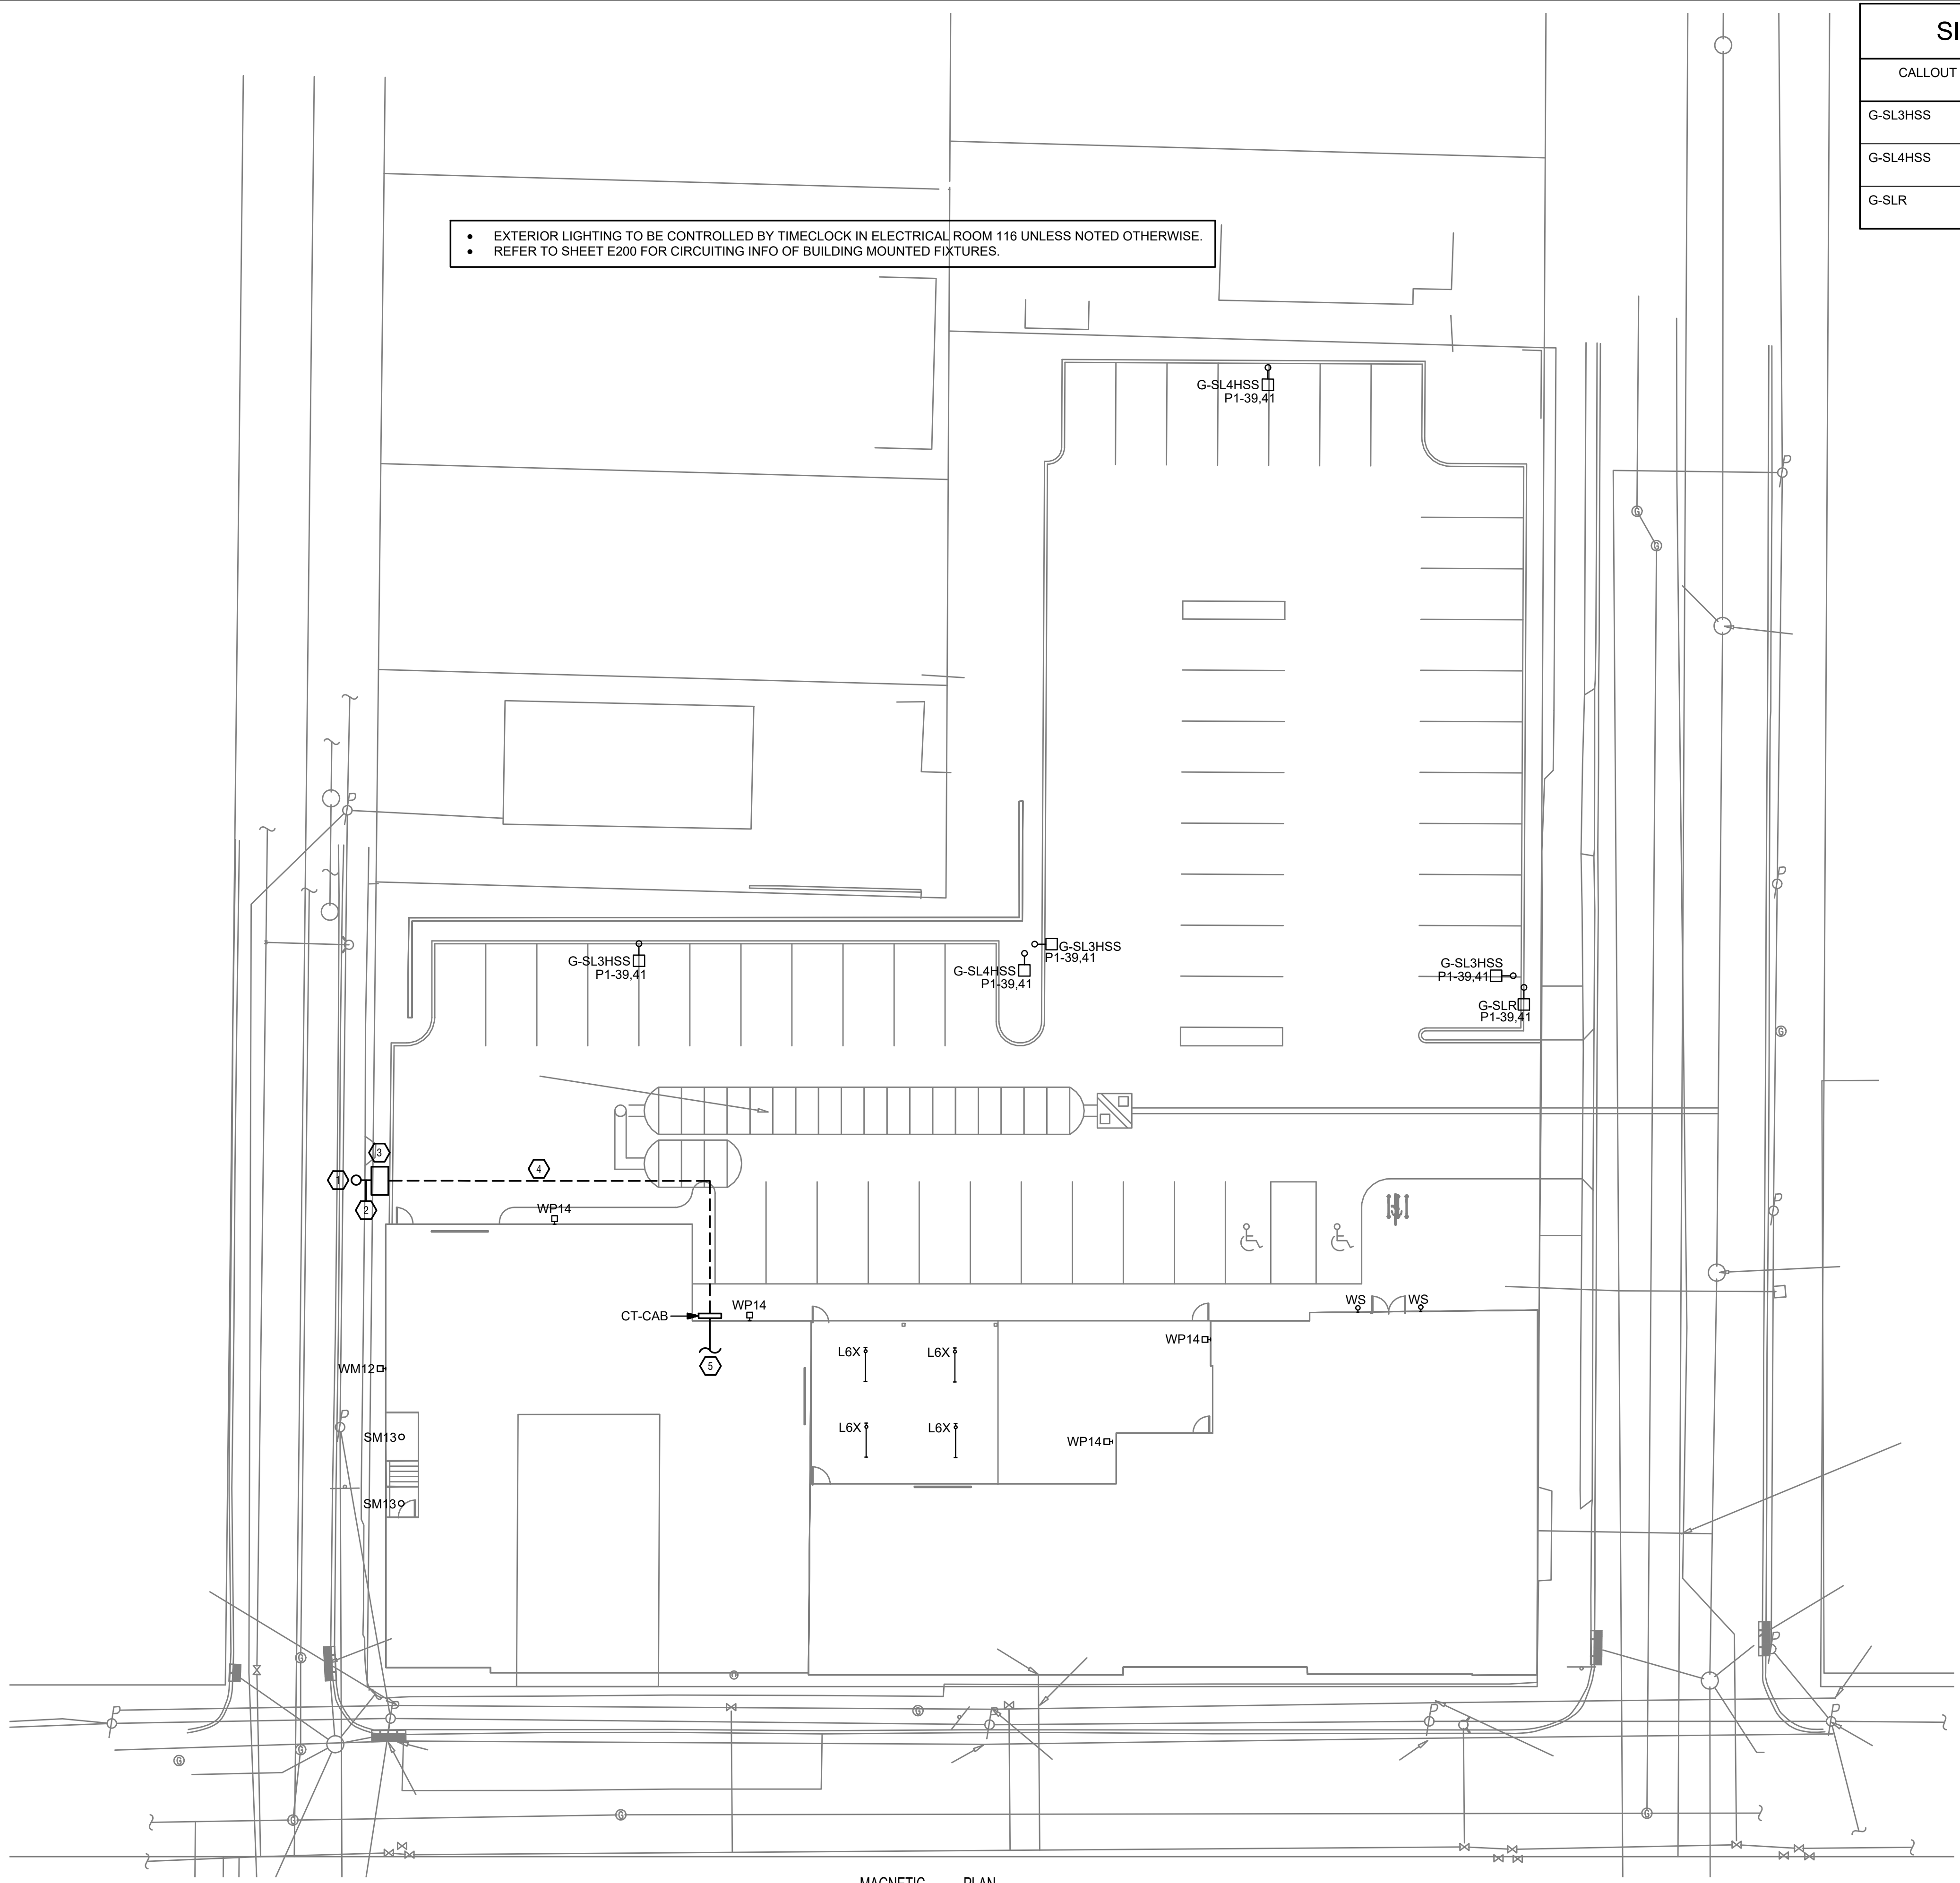 SI
CALLOUT
G-SL3HSS
G-SL4HSS
G-SLR
• EXTERIOR LIGHTING TO BE CONTROLLED BY TIMECLOCK IN ELECTRICAL ROOM 116 UNLESS NOTED OTHERWISE.
• REFER TO SHEET E200 FOR CIRCUITING INFO OF BUILDING MOUNTED FIXTURES.
G-SL4HSS
P1-39,41
P
G
G
P
P
G-SL3HSS
P1-39,41
G-SL3HSS
P1-39,41
G-SL4HSS
P1-39,41
G-SL3HSS
P1-39,41
G-SLR
P1-39,41
G
3
4
1
2
WP14
P
CT-CAB
WP14
WS
WS
5
WP14
WM12
L6X
L6X
P
L6X
L6X
SM13
WP14
SM13
G
P
P
P
G
P
P
G
G
G
G
G
MAGNETIC
PLAN